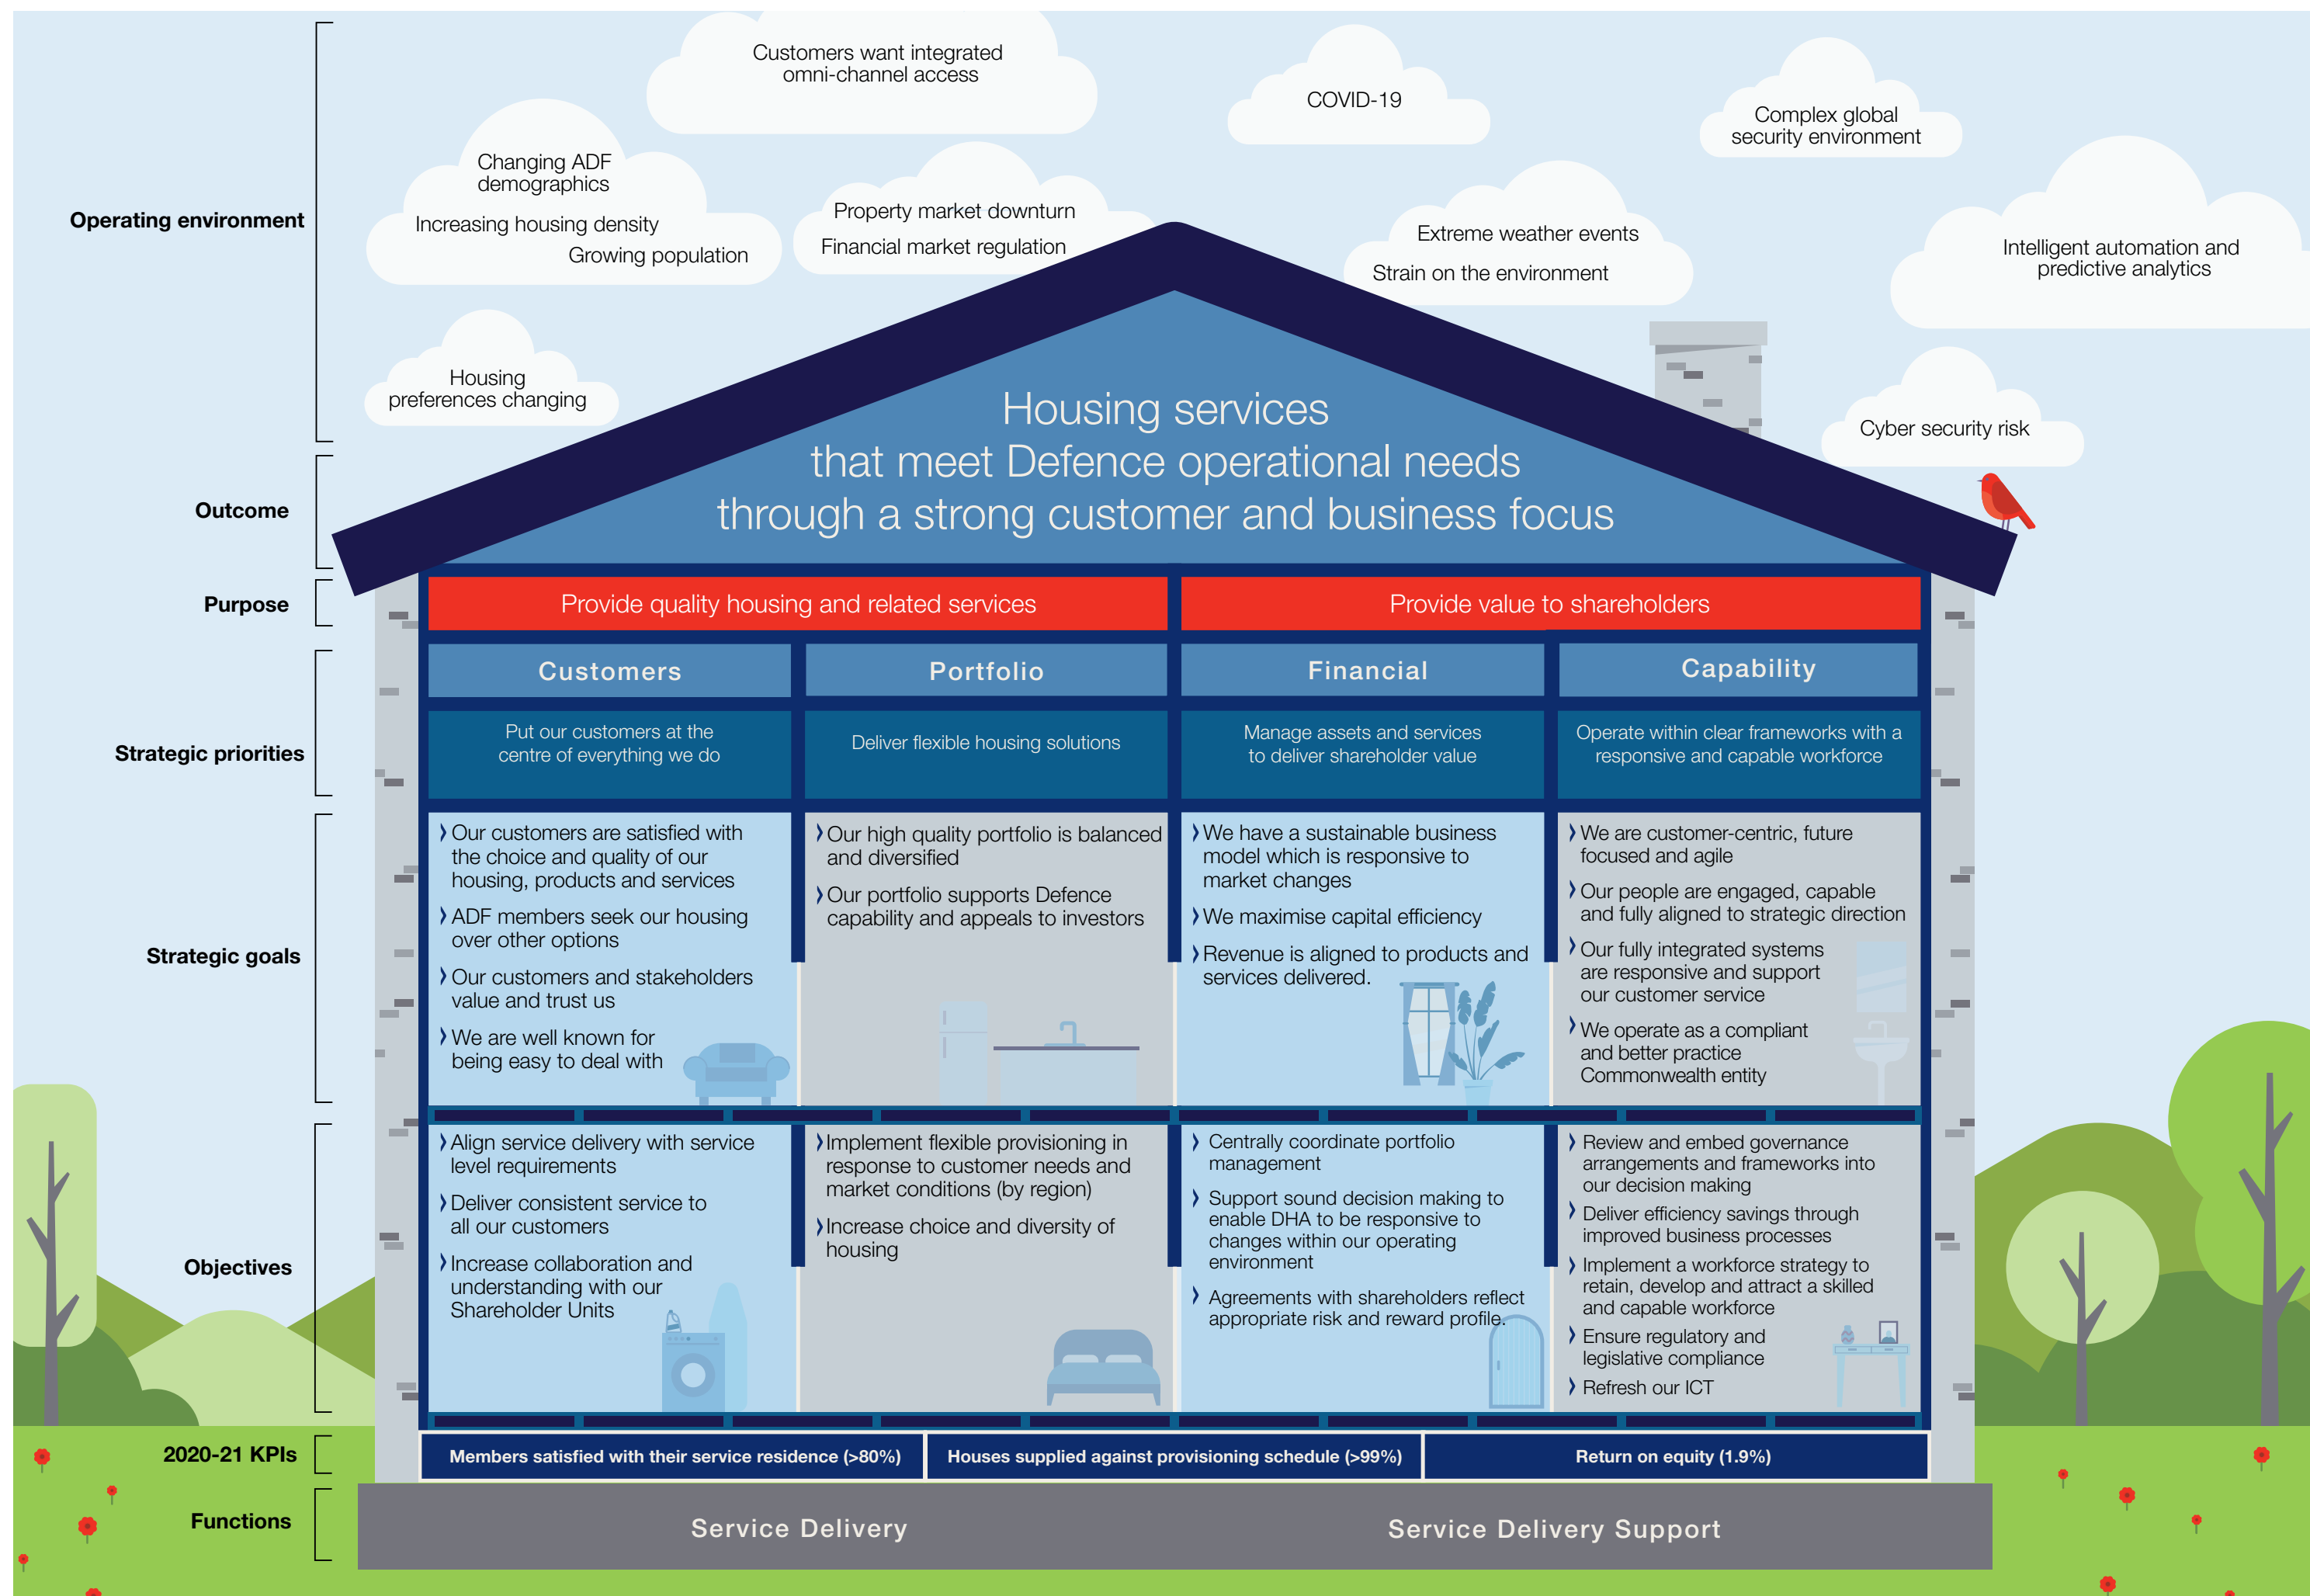 Operating environment
Customers want integrated
omni-channel access
COVID-19
Complex global
security environment
Changing ADF
demographics
Increasing housing density
Growing population
Property market downturn
Financial market regulation
Extreme weather events
Strain on the environment
Intelligent automation and
predictive analytics
Housing
preferences changing
Cyber security risk
Outcome
Housing services
that meet Defence operational needs
through a strong customer and business focus
Purpose
Provide quality housing and related services
Provide value to shareholders
Strategic priorities
Customers
Portfolio
Financial
Capability
Put our customers at the
centre of everything we do
Deliver flexible housing solutions
Manage assets and services
to deliver shareholder value
Operate within clear frameworks with a
responsive and capable workforce
Strategic goals
Our customers are satisfied with
the choice and quality of our
housing, products and services
ADF members seek our housing
over other options
Our customers and stakeholders
value and trust us
We are well known for
being easy to deal with
Our high quality portfolio is balanced
and diversified
Our portfolio supports Defence
capability and appeals to investors
We have a sustainable business
model which is responsive to
market changes
We maximise capital efficiency
Revenue is aligned to products and
services delivered.
We are customer-centric, future
focused and agile
Our people are engaged, capable
and fully aligned to strategic direction
Our fully integrated systems
are responsive and support
our customer service
We operate as a compliant
and better practice
Commonwealth entity
Objectives
Align service delivery with service
level requirements
Deliver consistent service to
all our customers
Increase collaboration and
understanding with our
Shareholder Units
Implement flexible provisioning in
response to customer needs and
market conditions (by region)
Increase choice and diversity of
housing
Centrally coordinate portfolio
management
Support sound decision making to
enable DHA to be responsive to
changes within our operating
environment
Agreements with shareholders reflect
appropriate risk and reward profile.
Review and embed governance
arrangements and frameworks into
our decision making
Deliver efficiency savings through
improved business processes
Implement a workforce strategy to
retain, develop and attract a skilled
and capable workforce
Ensure regulatory and
legislative compliance
Refresh our ICT
2020-21 KPIs
Members satisfied with their service residence (>80%)
Houses supplied against provisioning schedule (>99%)
Return on equity (1.9%)
Functions
Service Delivery
Service Delivery Support